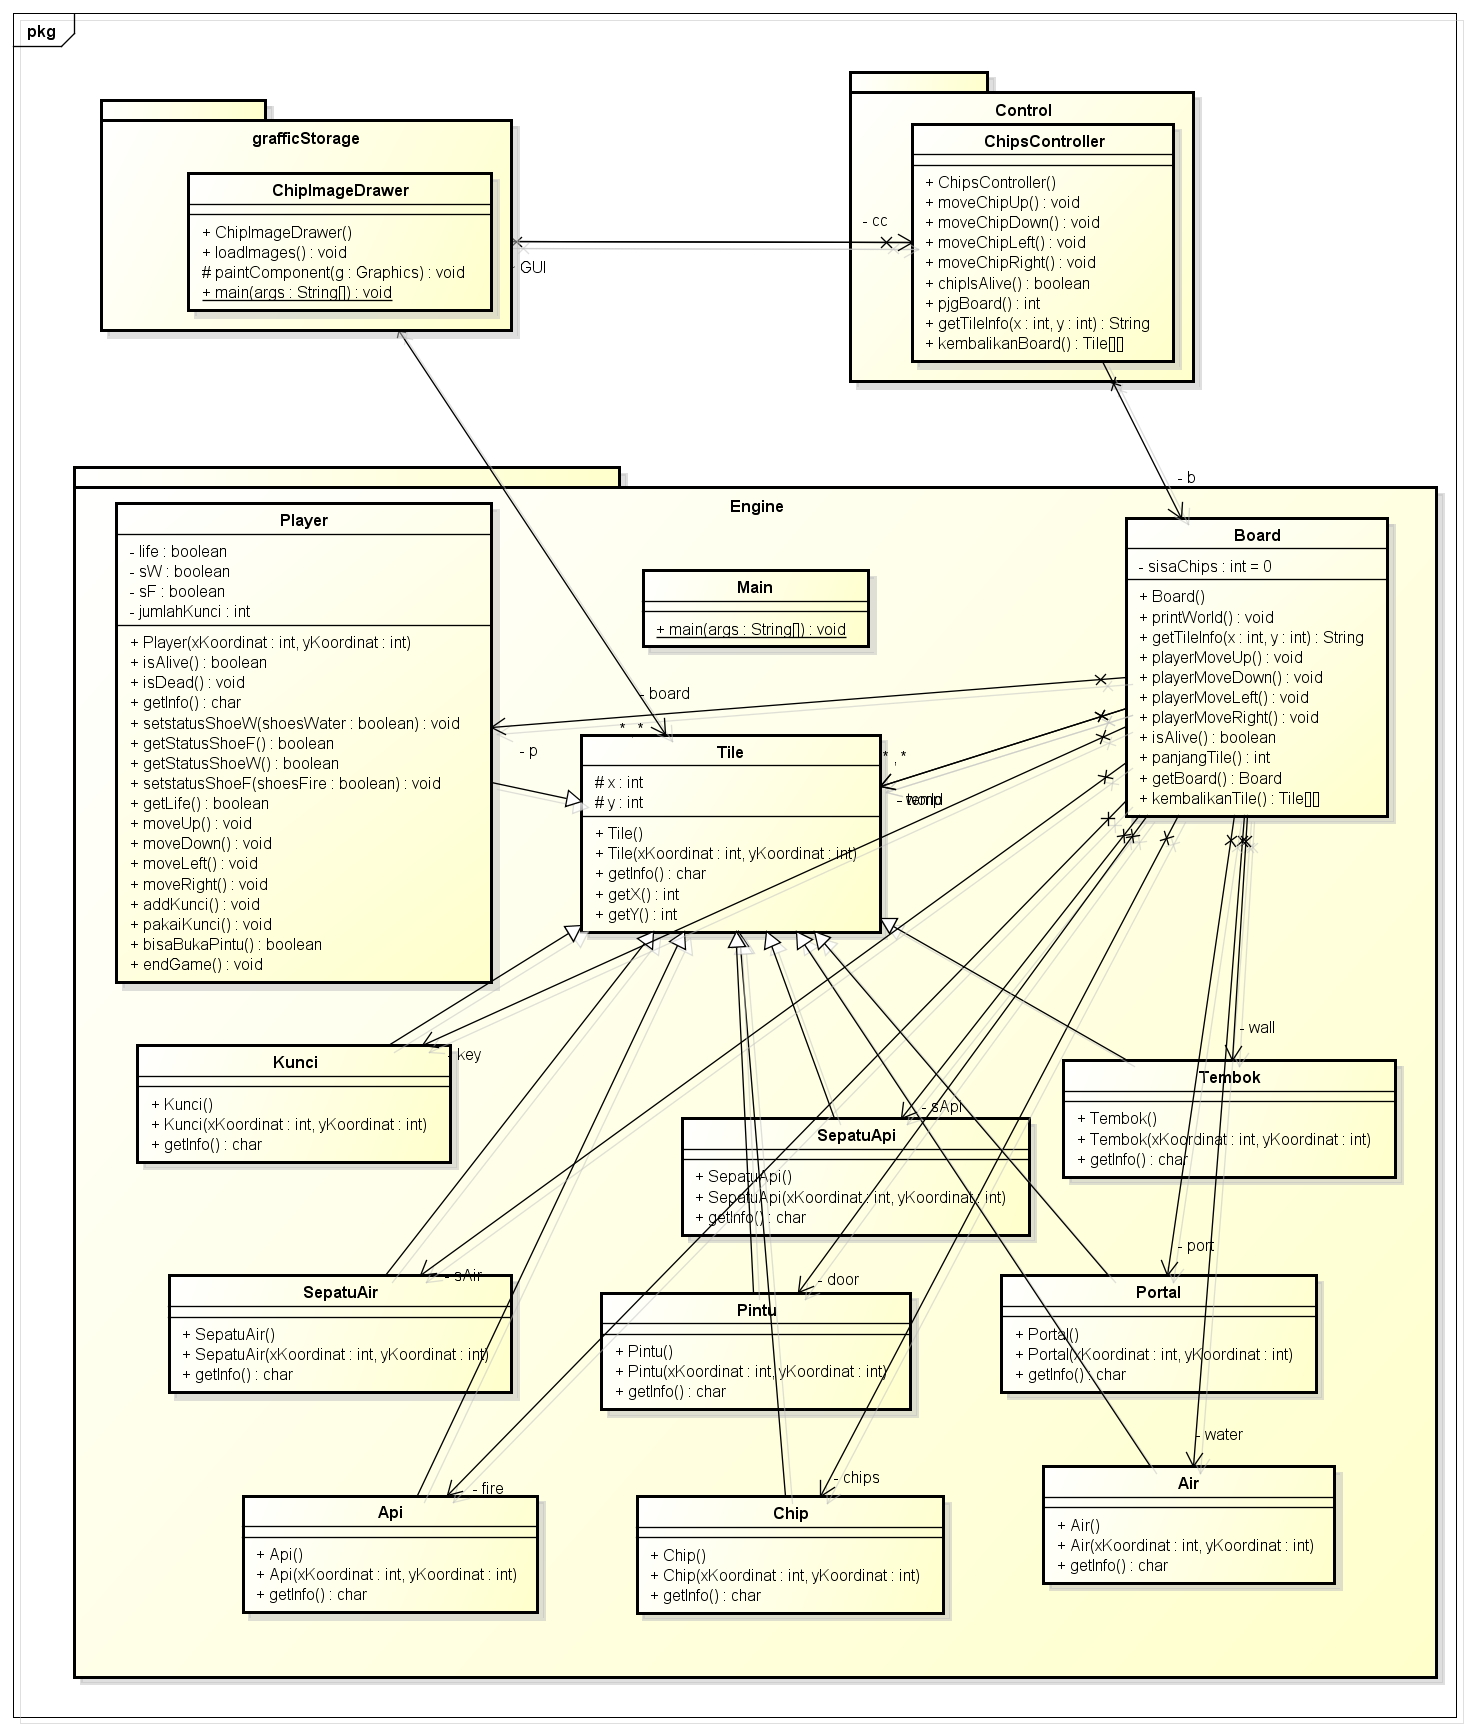 pkg
grafficStorage
ChipImageDrawer
+ ChipImageDrawer()
+ loadImages() : void
# paintComponent(g : Graphics) : void
+ main(args : String[]) : void
Control
ChipsController
+ ChipsController()
+ moveChipUp() : void
+ moveChipDown() : void
+ moveChipLeft() : void
+ moveChipRight() : void
+ chipIsAlive() : boolean
+ pjgBoard() : int
+ getTileInfo(x : int, y : int) : String
+ kembalikanBoard() : Tile[][]
- cc
- GUI
- b
Engine
Player
- life : boolean
- sW : boolean
- sF : boolean
- jumlahKunci : int
+ Player(xKoordinat : int, yKoordinat : int)
+ isAlive() : boolean
+ isDead() : void
+ getInfo() : char
+ setstatusShoeW(shoesWater : boolean) : void
+ getStatusShoeF() : boolean
+ getStatusShoeW() : boolean
+ setstatusShoeF(shoesFire : boolean) : void
+ getLife() : boolean
+ moveUp() : void
+ moveDown() : void
+ moveLeft() : void
+ moveRight() : void
+ addKunci() : void
+ pakaiKunci() : void
+ bisaBukaPintu() : boolean
+ endGame() : void
Main
+ main(args : String[]) : void
Board
- sisaChips : int = 0
+ Board()
+ printWorld() : void
+ getTileInfo(x : int, y : int) : String
+ playerMoveUp() : void
+ playerMoveDown() : void
+ playerMoveLeft() : void
+ playerMoveRight() : void
+ isAlive() : boolean
+ panjangTile() : int
+ getBoard() : Board
+ kembalikanTile() : Tile[][]
- board
* , *
- p
Tile
# x : int
# y : int
+ Tile()
+ Tile(xKoordinat : int, yKoordinat : int)
+ getInfo() : char
+ getX() : int
+ getY() : int
* , *
Kunci
+ Kunci()
+ Kunci(xKoordinat : int, yKoordinat : int)
+ getInfo() : char
- key
- wall
Tembok
+ Tembok()
+ Tembok(xKoordinat : int, yKoordinat : int)
+ getInfo() : char
- sApi
SepatuApi
+ SepatuApi()
+ SepatuApi(xKoordinat : int, yKoordinat : int)
+ getInfo() : char
- sAir
SepatuAir
+ SepatuAir()
+ SepatuAir(xKoordinat : int, yKoordinat : int)
+ getInfo() : char
- door
Pintu
+ Pintu()
+ Pintu(xKoordinat : int, yKoordinat : int)
+ getInfo() : char
- port
Portal
+ Portal()
+ Portal(xKoordinat : int, yKoordinat : int)
+ getInfo() : char
- fire
Api
+ Api()
+ Api(xKoordinat : int, yKoordinat : int)
+ getInfo() : char
- chips
Chip
+ Chip()
+ Chip(xKoordinat : int, yKoordinat : int)
+ getInfo() : char
- water
Air
+ Air()
+ Air(xKoordinat : int, yKoordinat : int)
+ getInfo() : char